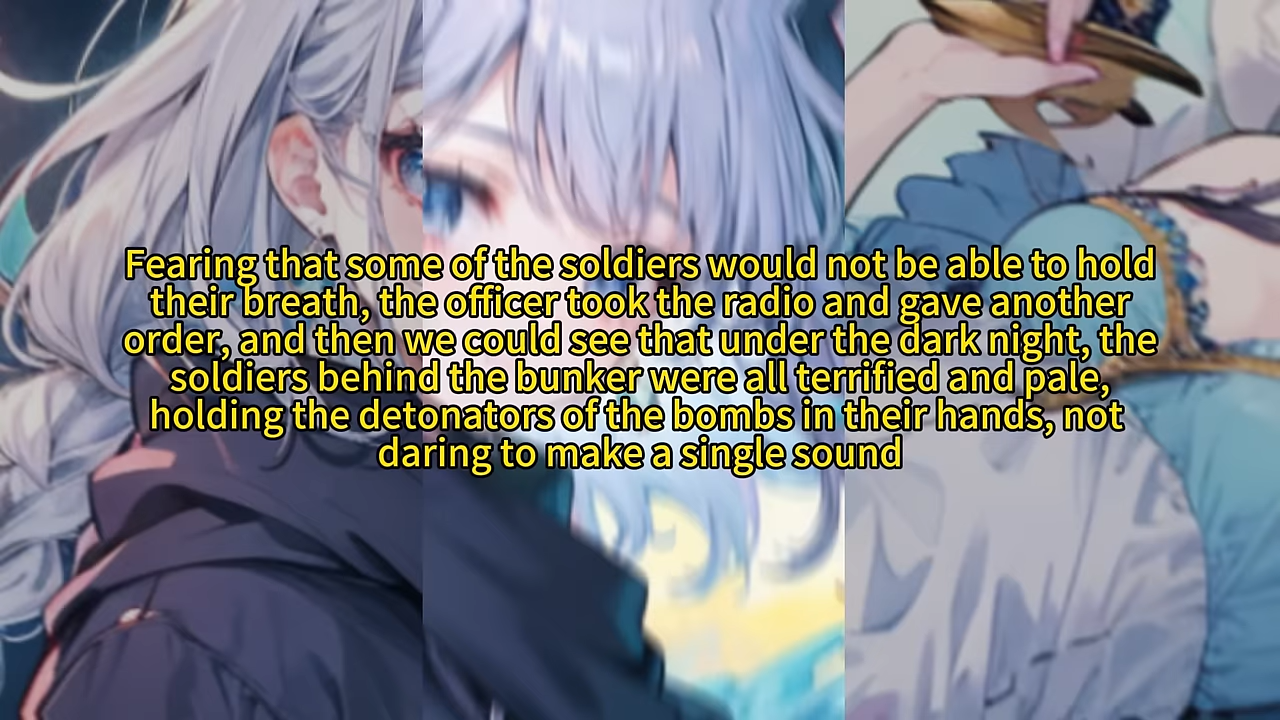 Fearing that some of the soldiers would not be able to hold
their breath, the officer took the radio and gave another
order, and then we could see that under the dark night, the
soldiers behind the bunker were all terrified and pale,
holding the detonators of the bombs in their hands, not
daring to make a single sound